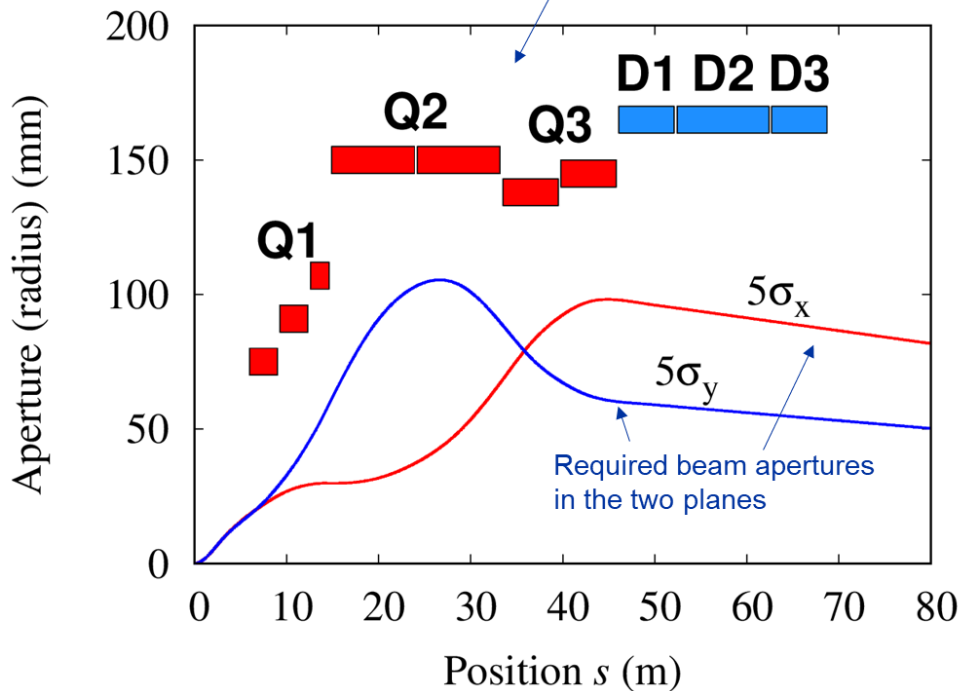 200
150
100
50
0
Aperture (radius) (mm)
Q1
Q2
Q3
D1 D2 D3
5σx
5σy
Required beam apertures
in the two planes
0 10 20 30 40 50 60 70 80
Position s (m)